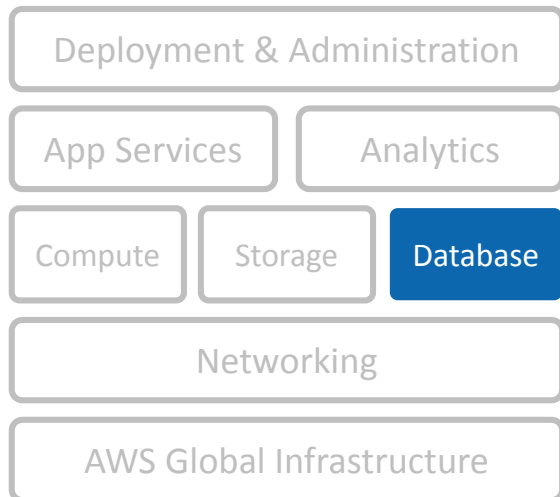 Deployment & Administration
App Services Analytics
Compute Storage Database
Networking
AWS Global Infrastructure